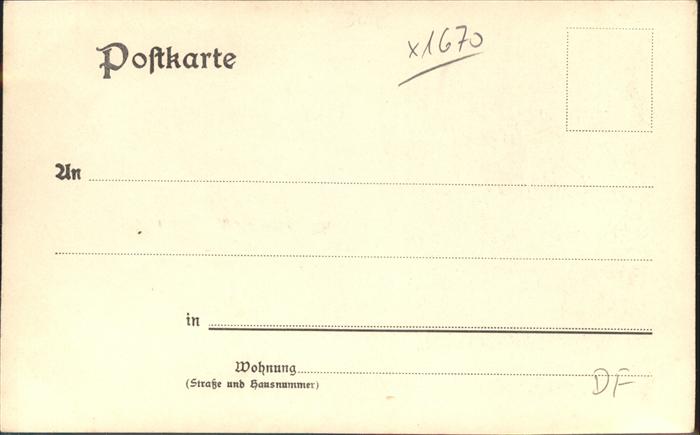 Postkarte
x1670
An
in
Wohnung
(Straße und Hausnummer)
DF